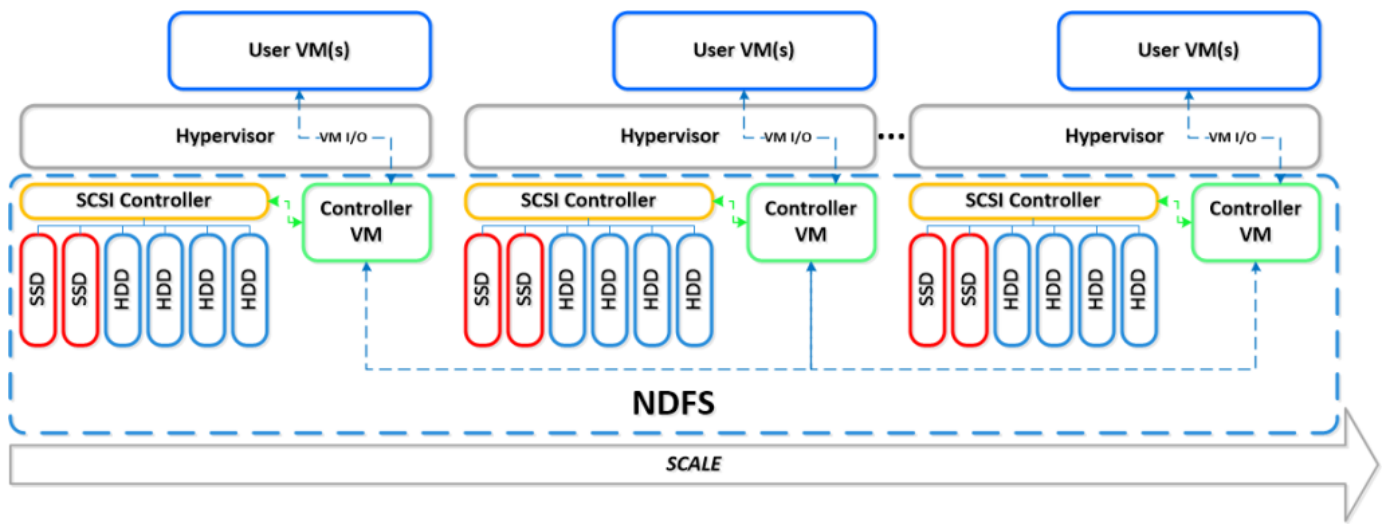 User VM(s)
User VM(s)
User VM(s)
Hypervisor
VM I/O
Hypervisor
VM I/O
...
Hypervisor
VM I/O
SCSI Controller
Controller
VM
SCSI Controller
Controller
VM
SCSI Controller
Controller
VM
SSD
SSD
HDD
HDD
HDD
HDD
SSD
SSD
HDD
HDD
HDD
HDD
SSD
SSD
HDD
HDD
HDD
HDD
NDFS
SCALE